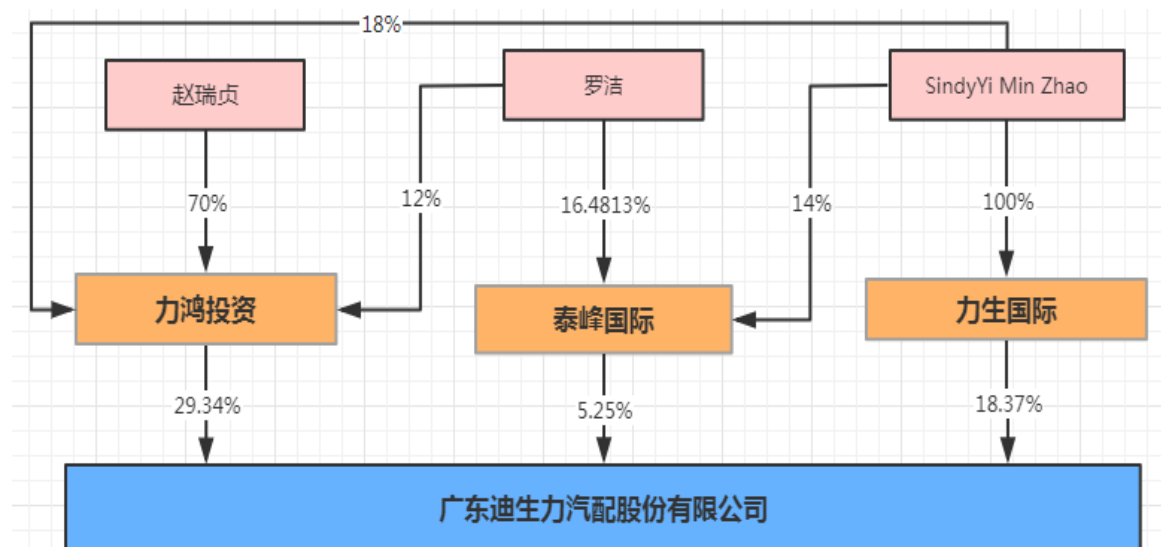 18%
赵瑞贞
罗洁
SindyYi Min Zhao
70%
12%
16.4813%
14%
100%
力鸿投资
泰峰国际
力生国际
29.34%
5.25%
18.37%
广东迪生力汽配股份有限公司